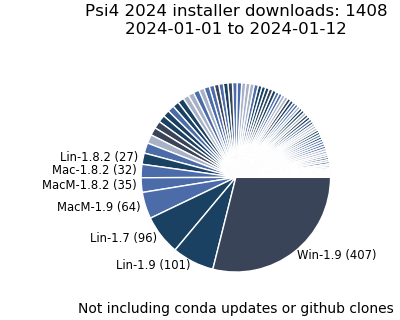 Psi4 2024 installer downloads: 1408
2024-01-01 to 2024-01-12
Lin-1.8.2 (27)
Mac-1.8.2 (32)
MacM-1.8.2 (35)
MacM-1.9 (64)
Lin-1.7 (96)
Lin-1.9 (101)
Win-1.9 (407)
Not including conda updates or github clones